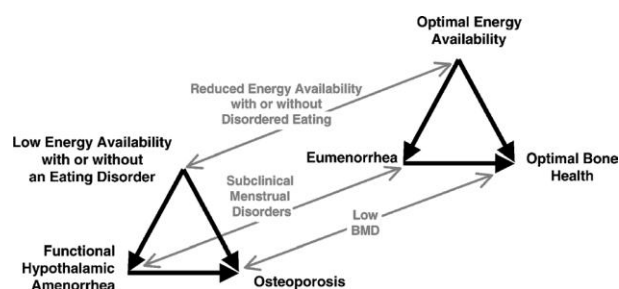 Optimal Energy
Availability
Reduced Energy Availability
with or without
Disordered Eating
Low Energy Availability
with or without
an Eating Disorder
Eumenorrhea
Optimal Bone
Health
Subclinical
Menstrual
Disorders
Low
BMD
Functional
Hypothalamic
Amenorrhea
Osteoporosis